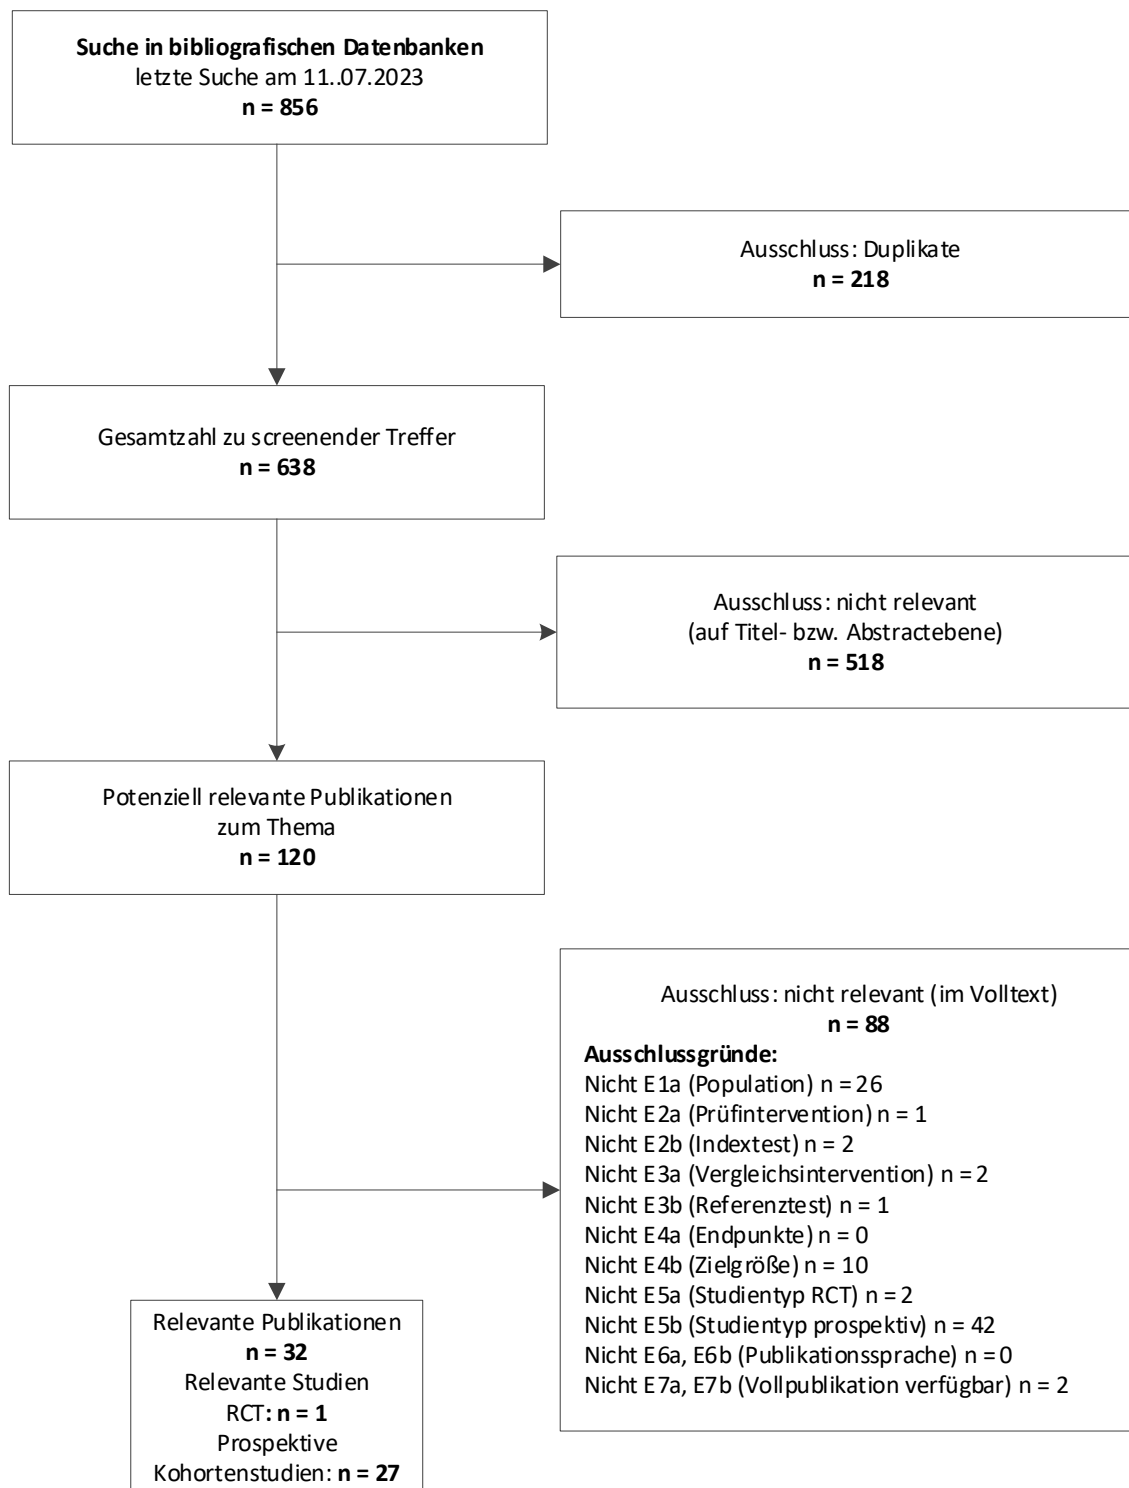 Suche in bibliografischen Datenbanken
letzte Suche am 11..07.2023
n = 856
Ausschluss: Duplikate
n = 218
Gesamtzahl zu screenender Treffer
n = 638
Ausschluss: nicht relevant
(auf Titel- bzw. Abstractebene)
n = 518
Potenziell relevante Publikationen
zum Thema
n = 120
Ausschluss: nicht relevant (im Volltext)
n = 88
Ausschlussgründe:
Nicht E1a (Population) n = 26
Nicht E2a (Prüfintervention) n = 1
Nicht E2b (Indextest) n = 2
Nicht E3a (Vergleichsintervention) n = 2
Nicht E3b (Referenztest) n = 1
Nicht E4a (Endpunkte) n = 0
Nicht E4b (Zielgröße) n = 10
Nicht E5a (Studientyp RCT) n = 2
Nicht E5b (Studientyp prospektiv) n = 42
Nicht E6a, E6b (Publikationssprache) n = 0
Nicht E7a, E7b (Vollpublikation verfügbar) n = 2
Relevante Publikationen
n = 32
Relevante Studien
RCT: n = 1
Prospektive
Kohortenstudien: n = 27